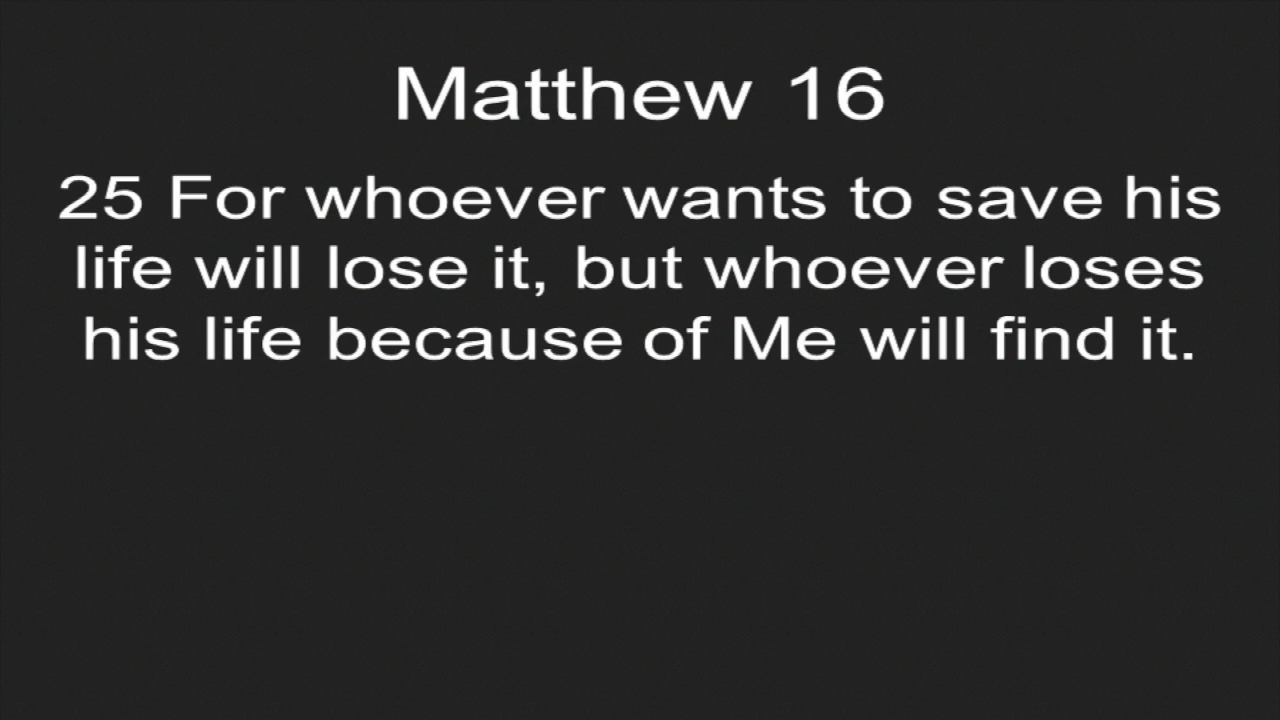 Matthew 16
25 For whoever wants to save his
life will lose it, but whoever loses
his life because of Me will find it.